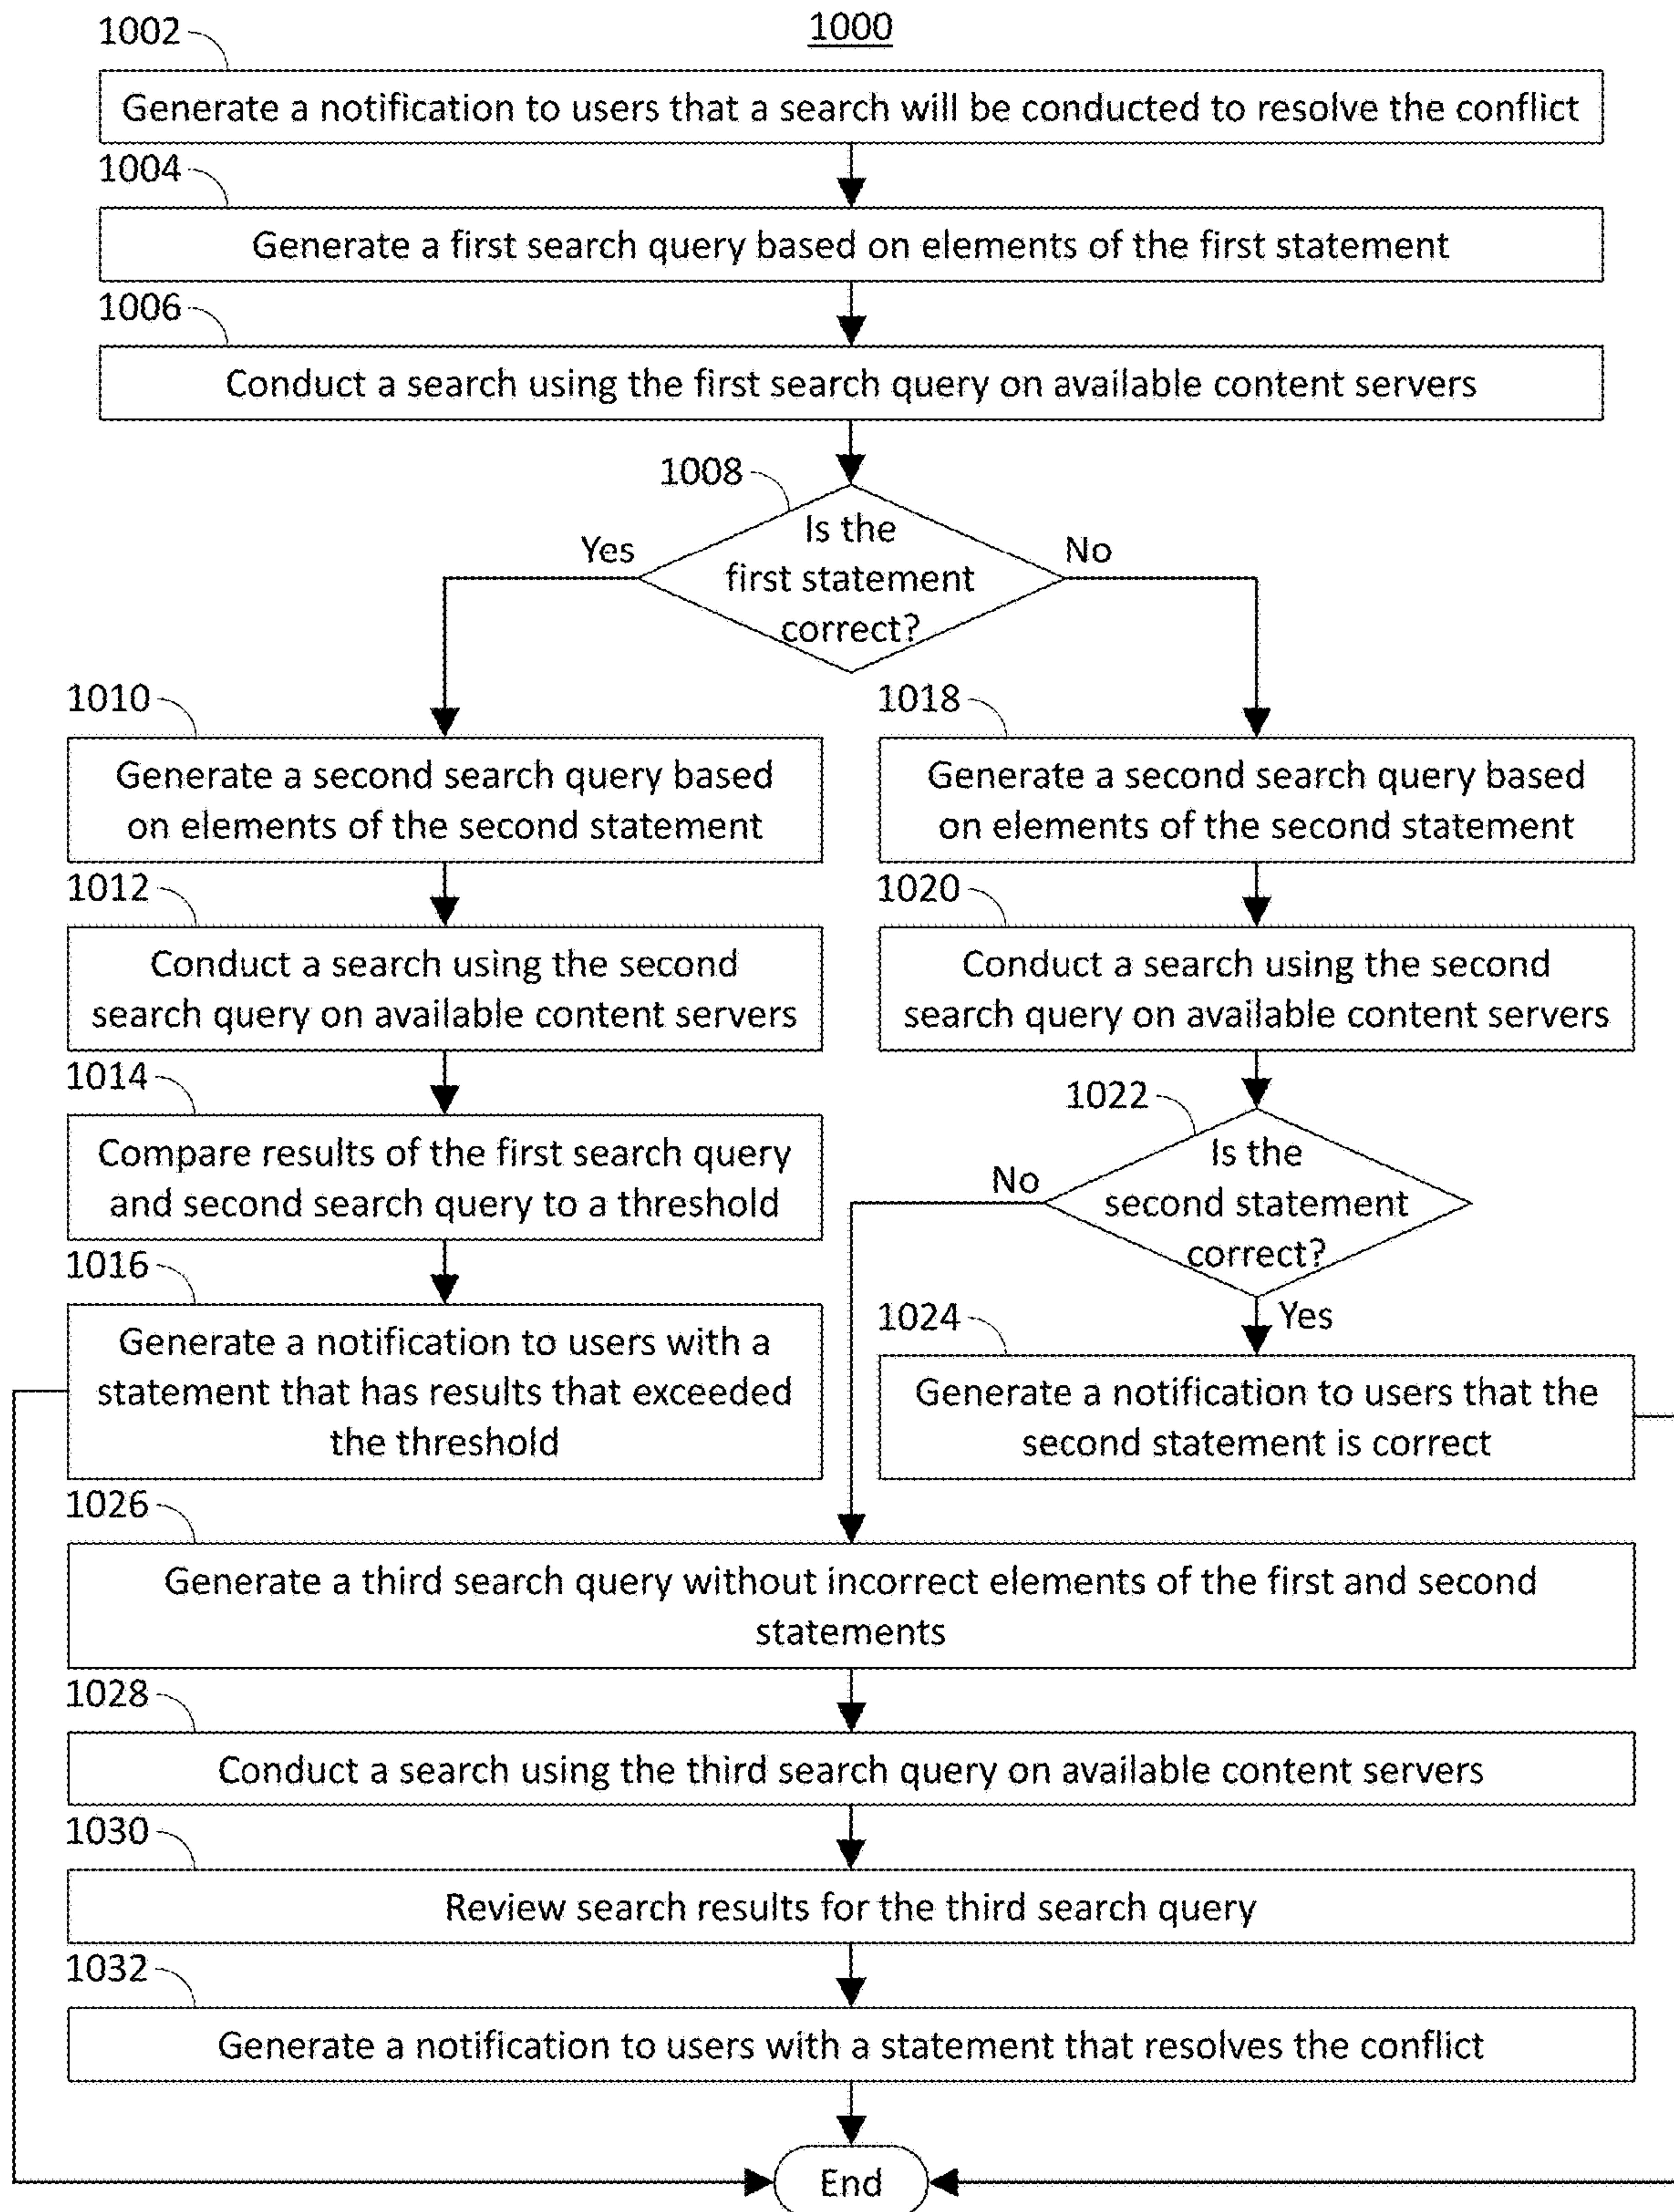 1000
1002
Generate a notification to users that a search will be conducted to resolve the conflict
1004
Generate a first search query based on elements of the first statement
1006
Conduct a search using the first search query on available content servers
1008
Is the
first statement
correct?
Yes
No
1010
Generate a second search query based
on elements of the second statement
1012
Conduct a search using the second
search query on available content servers
1014
Compare results of the first search query
and second search query to a threshold
1016
Generate a notification to users with a
statement that has results that exceeded
the threshold
1018
Generate a second search query based
on elements of the second statement
1020
Conduct a search using the second
search query on available content servers
1022
Is the
second statement
correct?
No
Yes
1024
Generate a notification to users that the
second statement is correct
1026
Generate a third search query without incorrect elements of the first and second
statements
1028
Conduct a search using the third search query on available content servers
1030
Review search results for the third search query
1032
Generate a notification to users with a statement that resolves the conflict
End